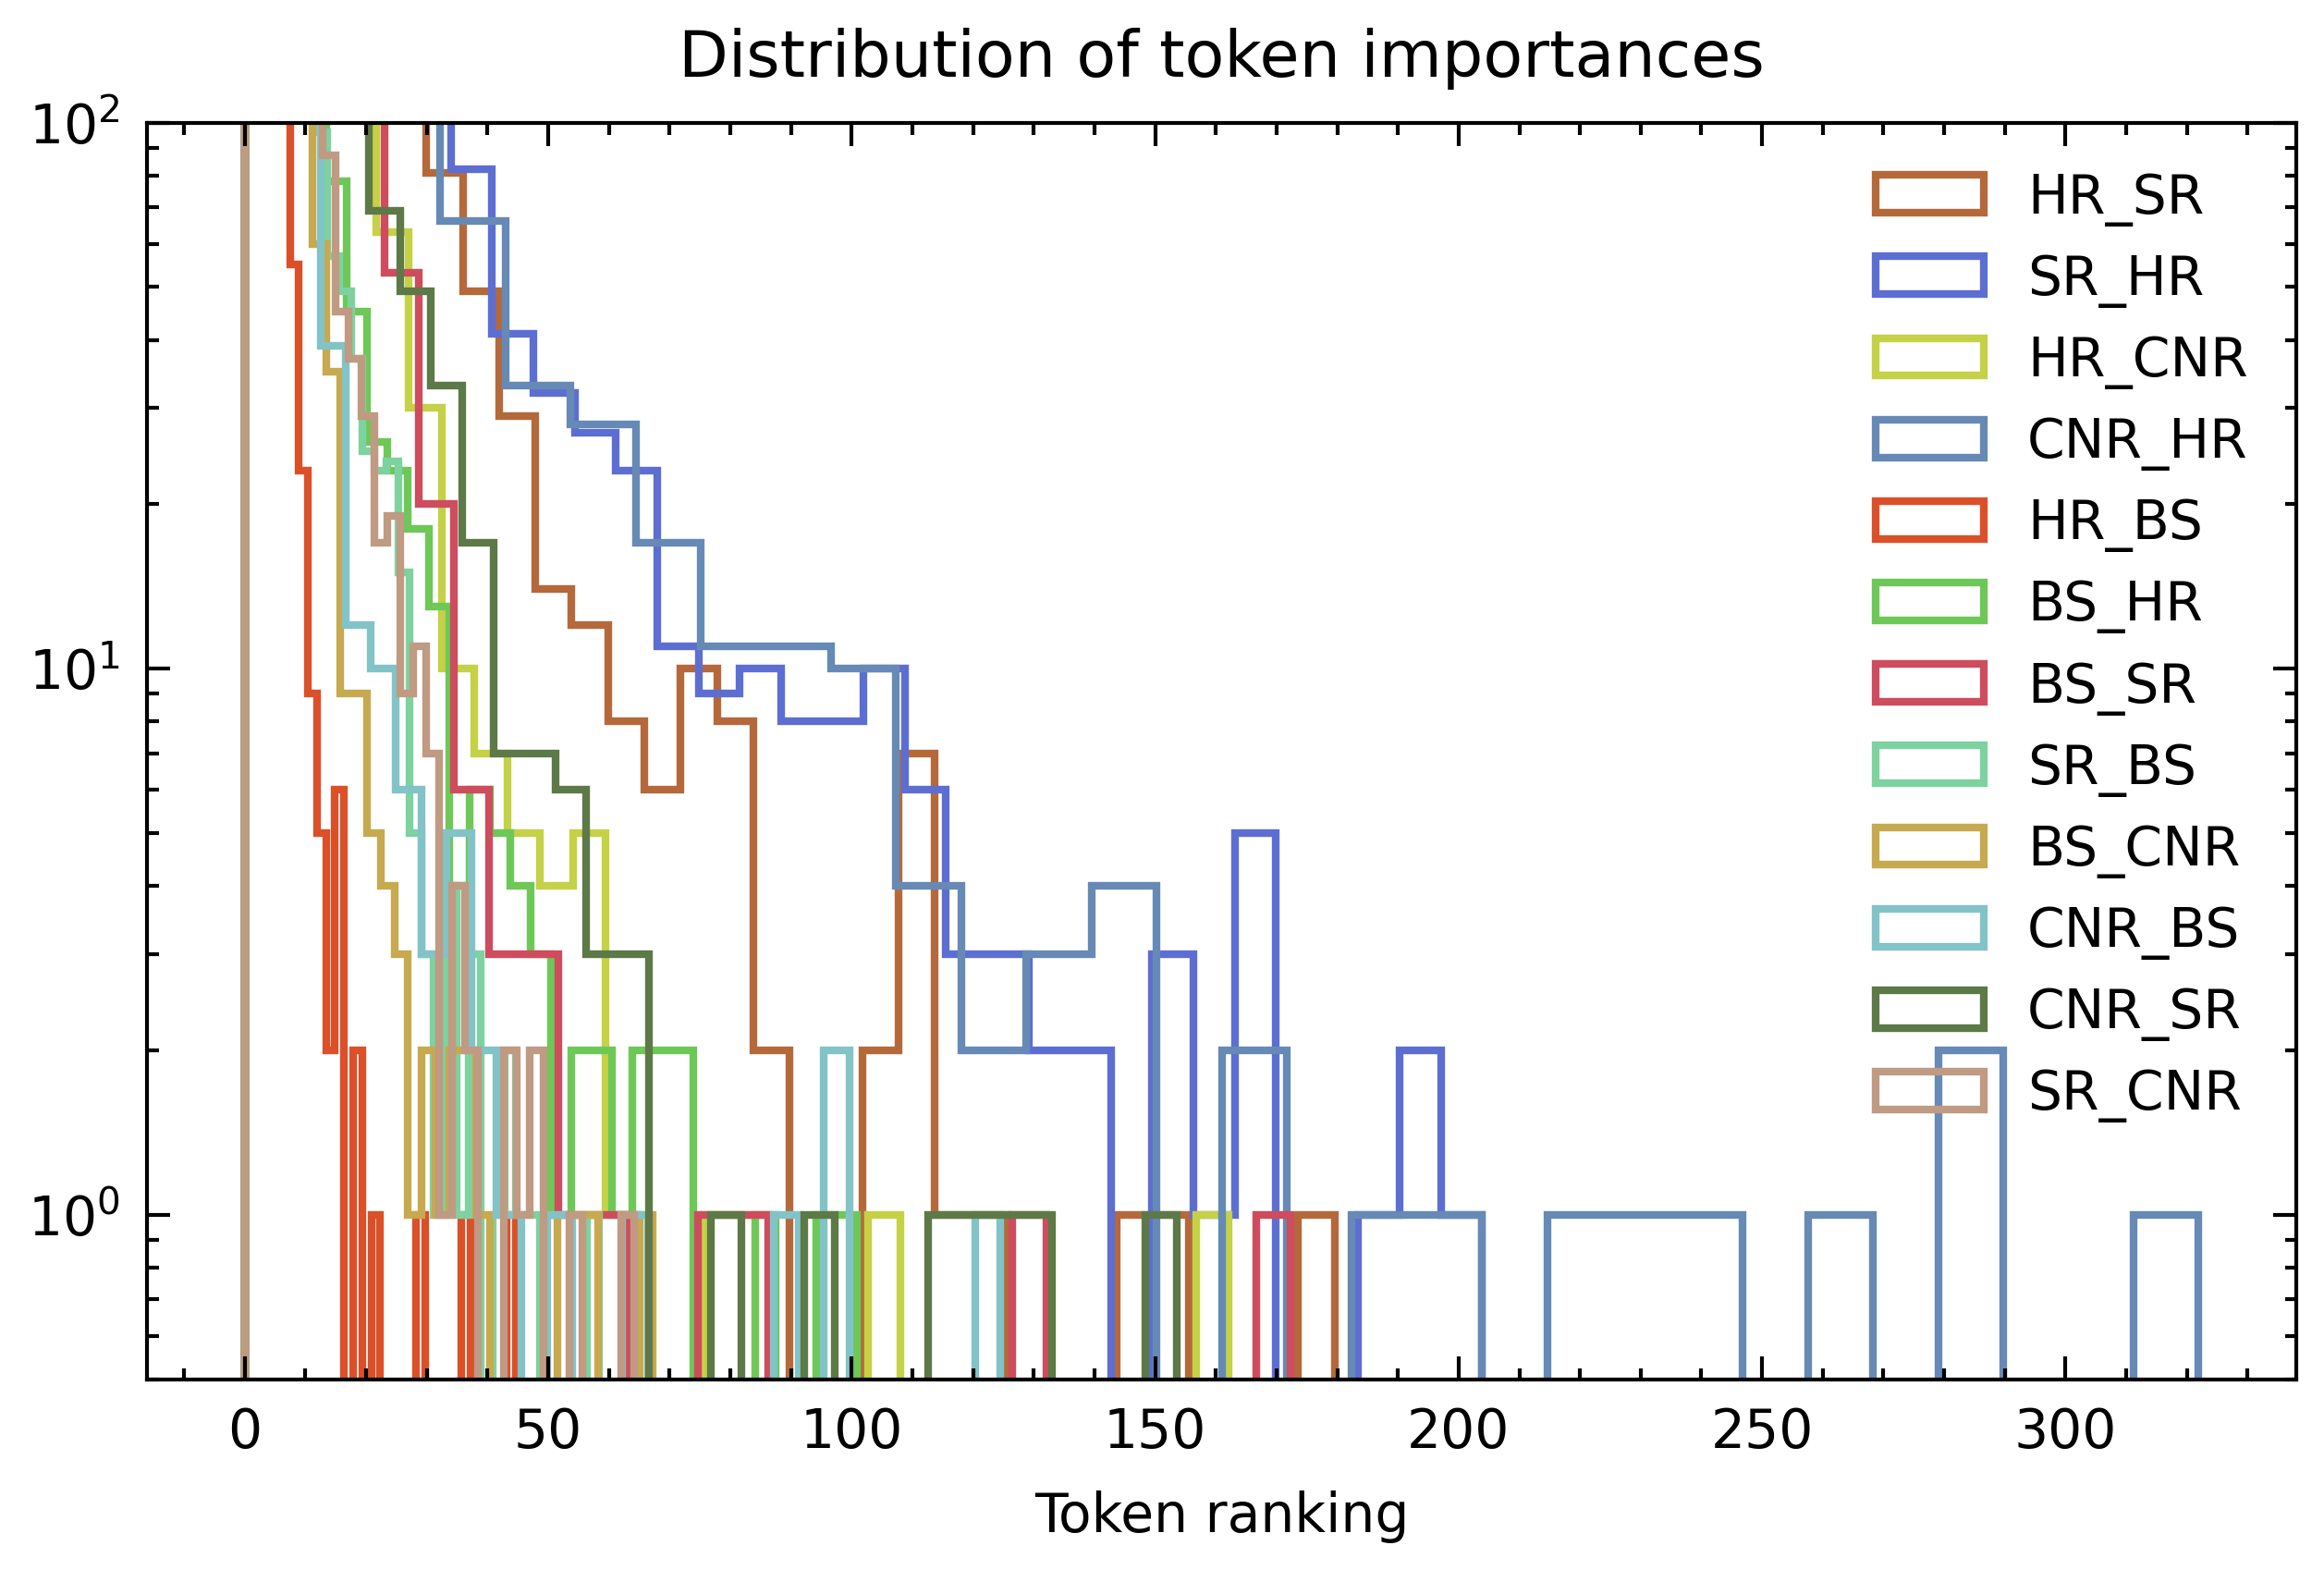 Distribution of token importances
10²
10¹
10⁰
HR_SR
SR_HR
HR_CNR
CNR_HR
HR_BS
BS_HR
BS_SR
SR_BS
BS_CNR
CNR_BS
CNR_SR
SR_CNR
0 50 100 150 200 250 300
Token ranking